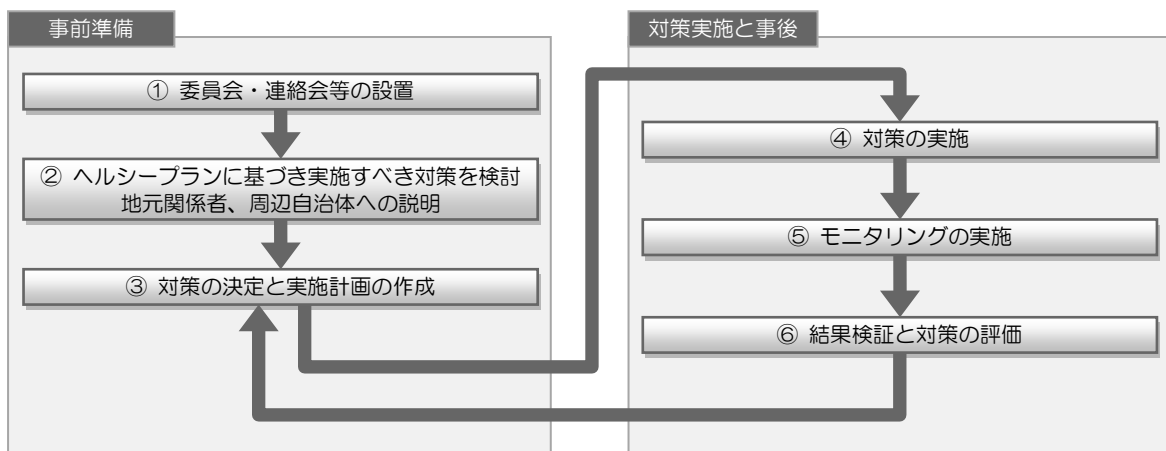 事前準備
① 委員会・連絡会等の設置
② ヘルシープランに基づき実施すべき対策を検討
地元関係者、周辺自治体への説明
③ 対策の決定と実施計画の作成
対策実施と事後
④ 対策の実施
⑤ モニタリングの実施
⑥ 結果検証と対策の評価